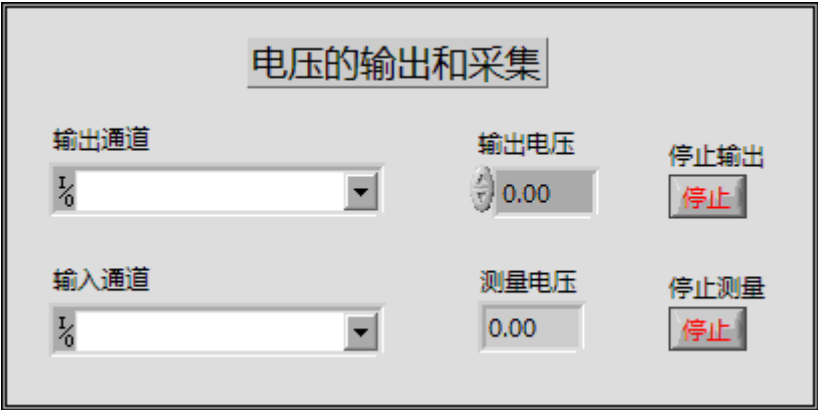 电压的输出和采集
输出通道
输出电压
停止输出
I/O
0.00
停止
输入通道
测量电压
停止测量
I/O
0.00
停止